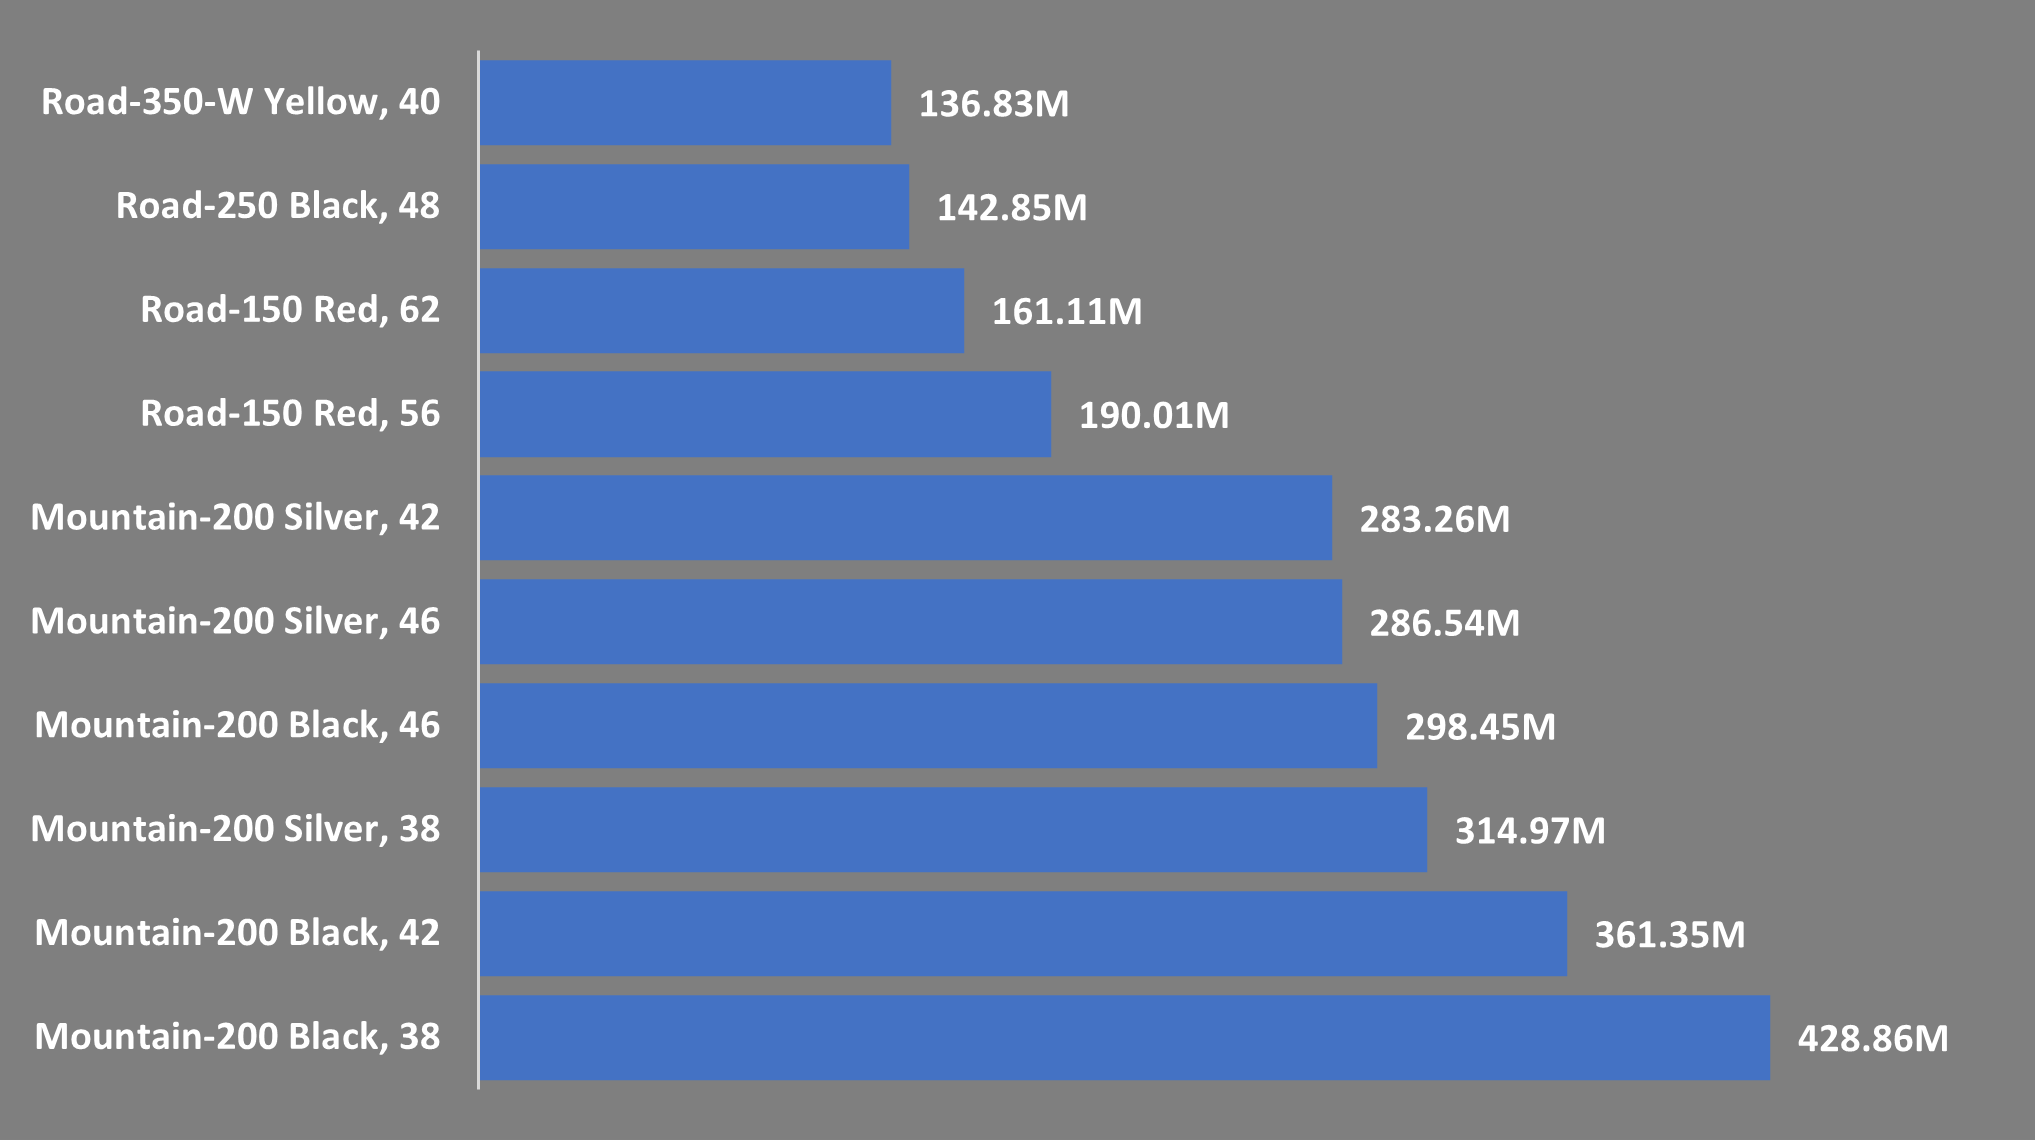 Road-350-W Yellow, 40 136.83M
Road-250 Black, 48 142.85M
Road-150 Red, 62 161.11M
Road-150 Red, 56 190.01M
Mountain-200 Silver, 42 283.26M
Mountain-200 Silver, 46 286.54M
Mountain-200 Black, 46 298.45M
Mountain-200 Silver, 38 314.97M
Mountain-200 Black, 42 361.35M
Mountain-200 Black, 38 428.86M